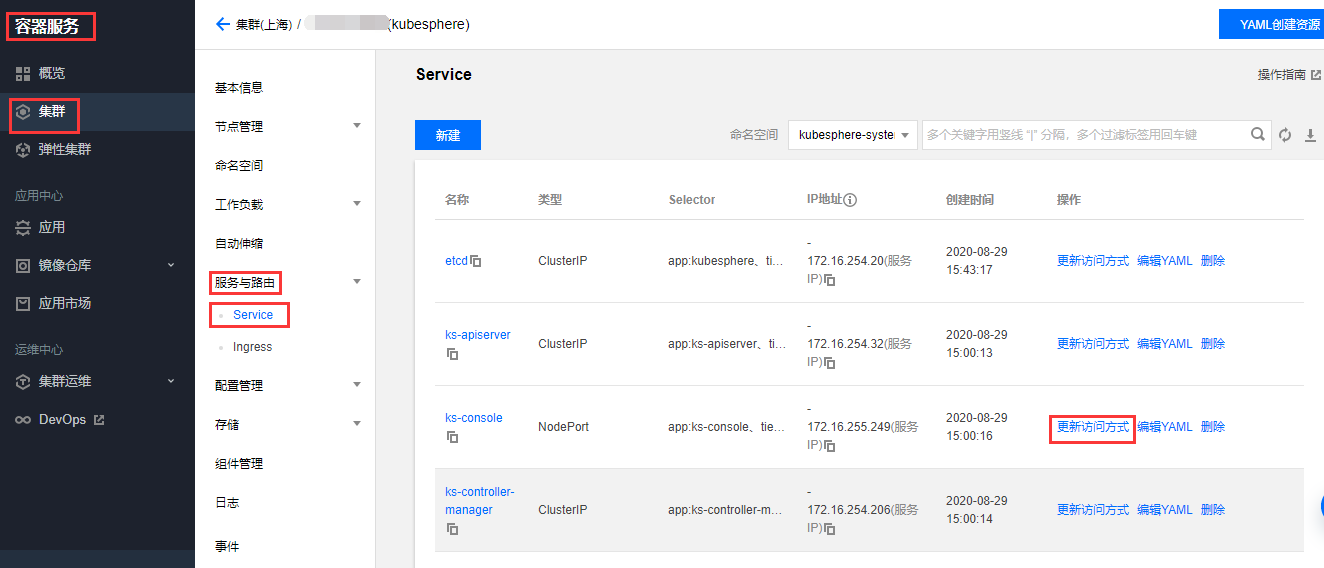 容器服务
概览
集群
弹性集群
应用中心
应用
镜像仓库
应用市场
运维中心
集群运维
DevOps
集群(上海) / (kubesphere)
YAML创建资源
基本信息
节点管理
命名空间
工作负载
自动伸缩
服务与路由
Service
Ingress
配置管理
存储
组件管理
日志
事件
Service
操作指南
新建
命名空间
kubesphere-syste
多个关键字用竖线 "|" 分隔，多个过滤标签用回车键
名称 类型 Selector IP地址 创建时间 操作
etcd ClusterIP app:kubesphere、ti... - 172.16.254.20(服务IP) 2020-08-29 15:43:17 更新访问方式 编辑YAML 删除
ks-apiserver ClusterIP app:ks-apiserver、ti... - 172.16.254.32(服务IP) 2020-08-29 15:00:13 更新访问方式 编辑YAML 删除
ks-console NodePort app:ks-console、tie... - 172.16.255.249(服务IP) 2020-08-29 15:00:16 更新访问方式 编辑YAML 删除
ks-controller-manager ClusterIP app:ks-controller-m... - 172.16.254.206(服务IP) 2020-08-29 15:00:14 更新访问方式 编辑YAML 删除